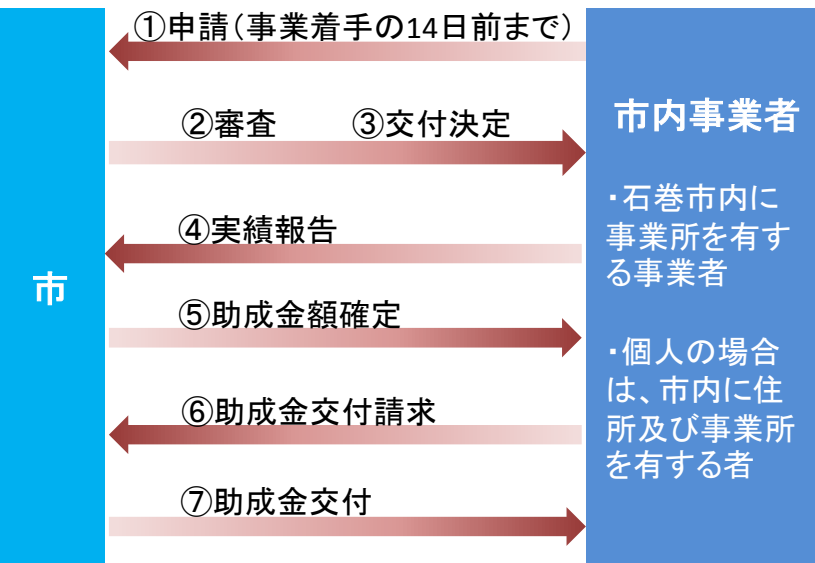 ①申請(事業着手の14日前まで)
②審査　　③交付決定
④実績報告
⑤助成金額確定
⑥助成金交付請求
⑦助成金交付
市
市内事業者
・石巻市内に
事業所を有す
る事業者
・個人の場合
は、市内に住
所及び事業所
を有する者